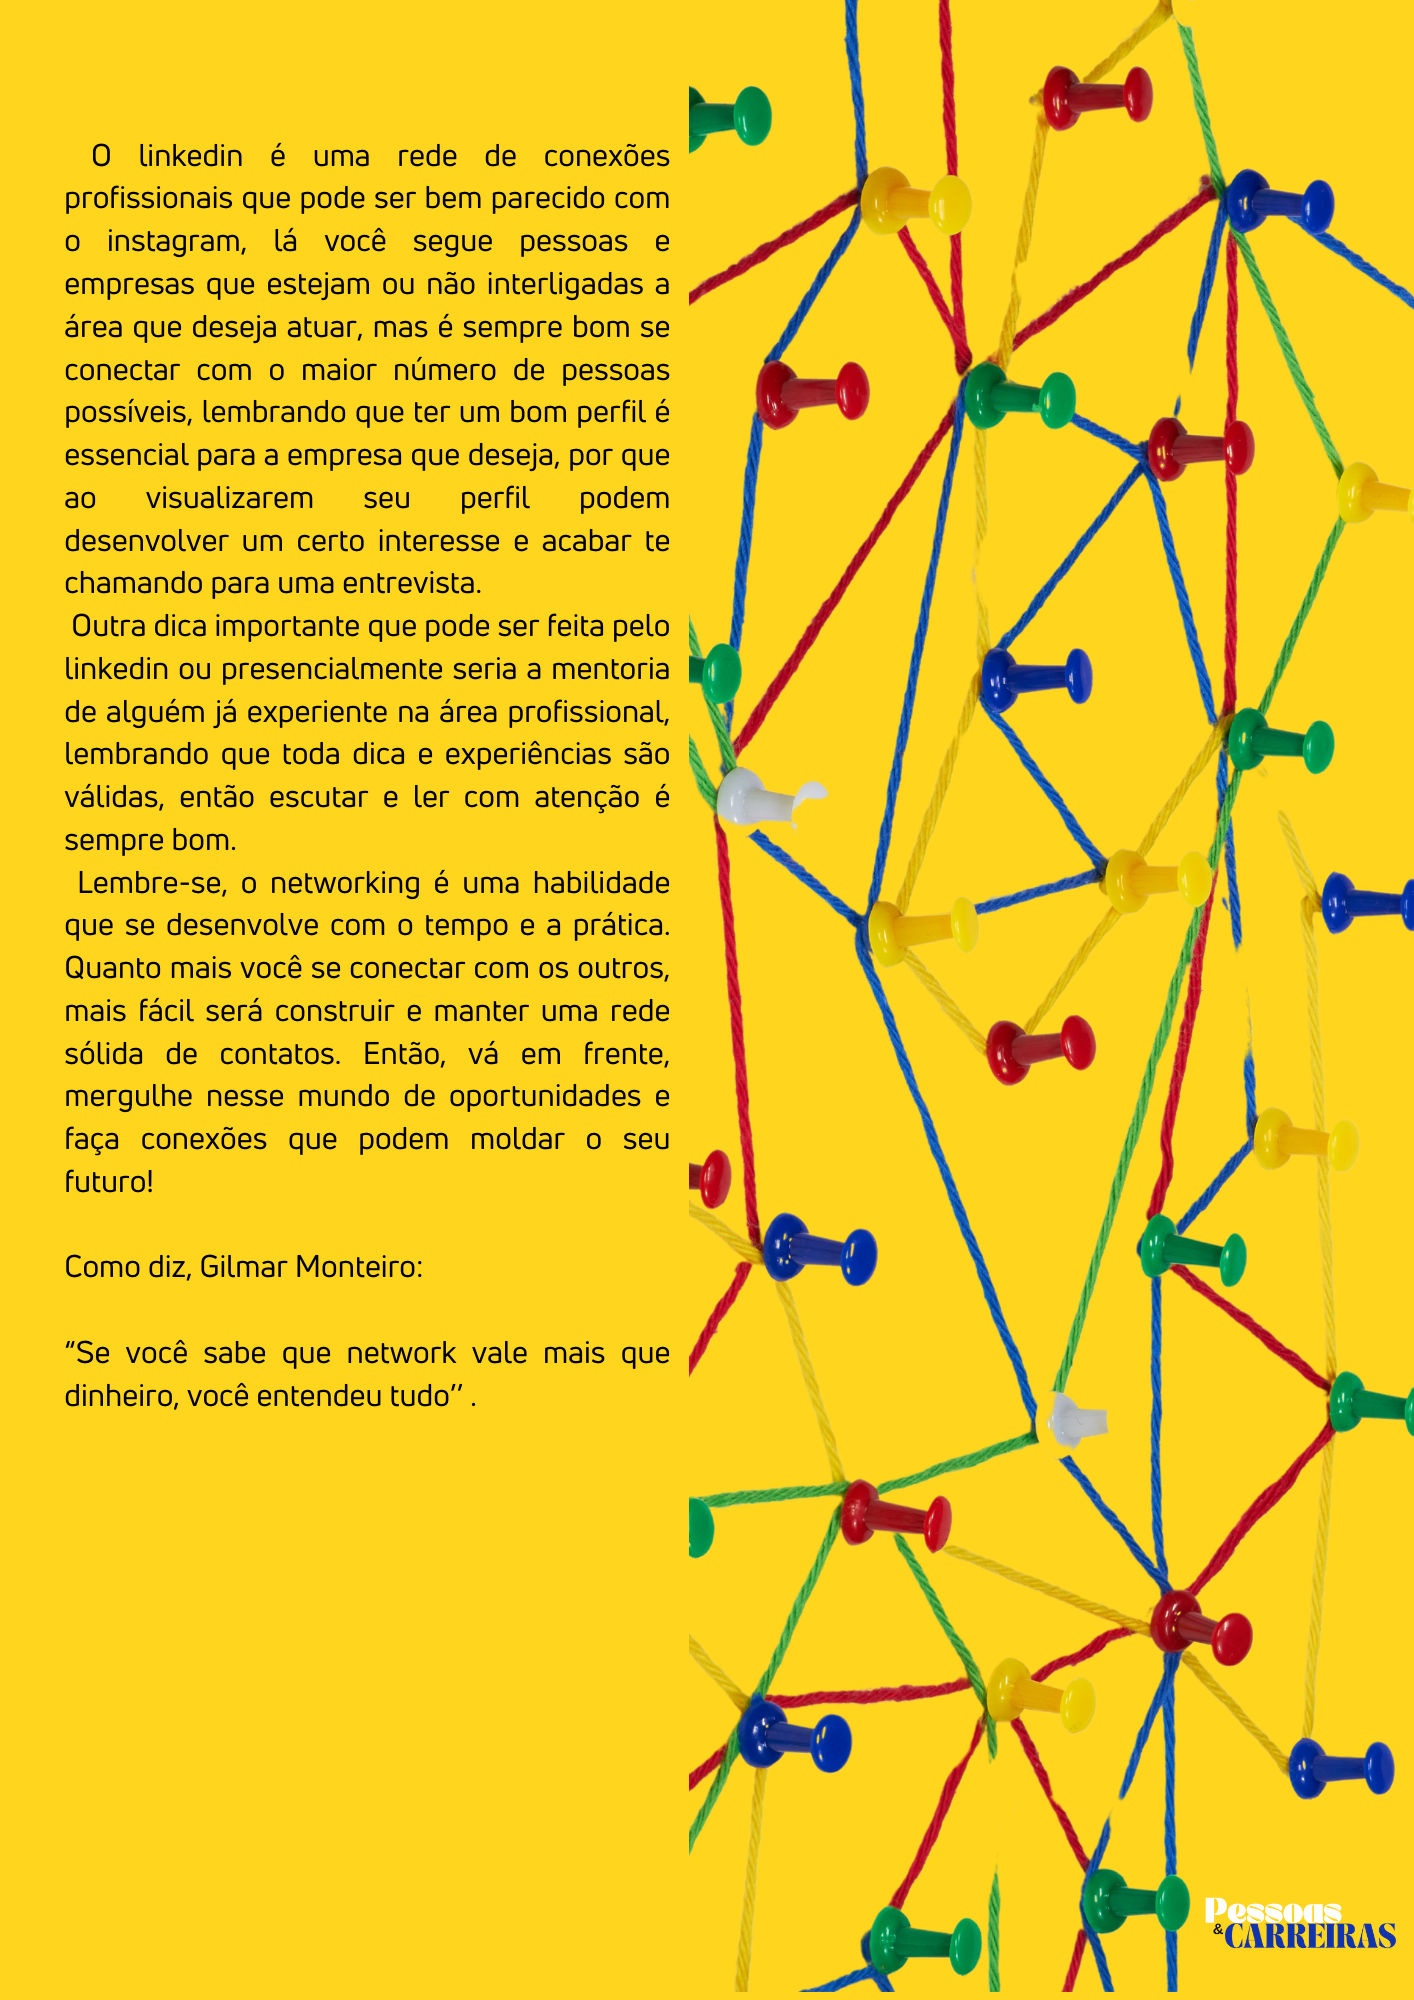 O linkedin é uma rede de conexões
profissionais que pode ser bem parecido com
o instagram, lá você segue pessoas e
empresas que estejam ou não interligadas a
área que deseja atuar, mas é sempre bom se
conectar com o maior número de pessoas
possíveis, lembrando que ter um bom perfil é
essencial para a empresa que deseja, por que
ao visualizarem seu perfil podem
desenvolver um certo interesse e acabar te
chamando para uma entrevista.
Outra dica importante que pode ser feita pelo
linkedin ou presencialmente seria a mentoria
de alguém já experiente na área profissional,
lembrando que toda dica e experiências são
válidas, então escutar e ler com atenção é
sempre bom.
Lembre-se, o networking é uma habilidade
que se desenvolve com o tempo e a prática.
Quanto mais você se conectar com os outros,
mais fácil será construir e manter uma rede
sólida de contatos. Então, vá em frente,
mergulhe nesse mundo de oportunidades e
faça conexões que podem moldar o seu
futuro!
Como diz, Gilmar Monteiro:
“Se você sabe que network vale mais que
dinheiro, você entendeu tudo’’ .
Pessoas
&CARREIRAS